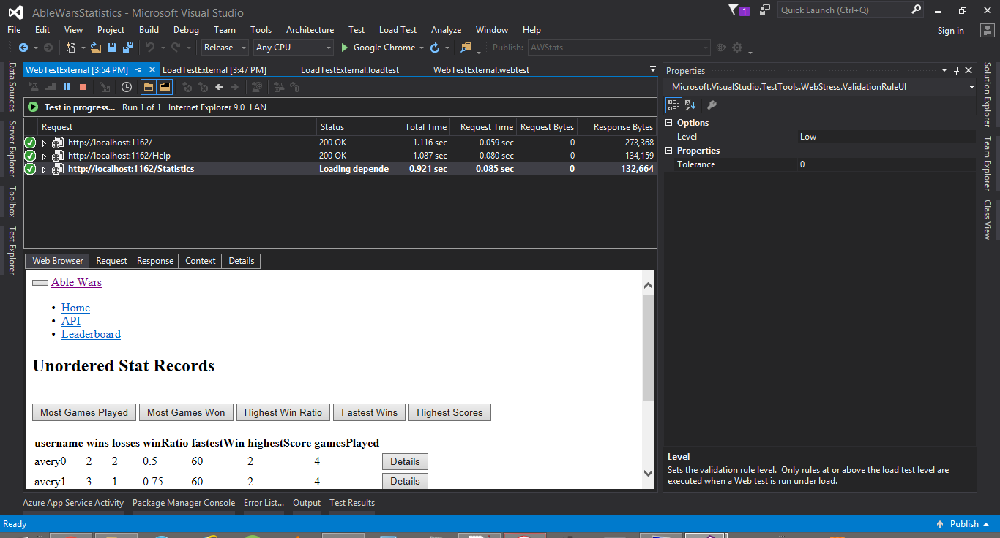 AbleWarsStatistics - Microsoft Visual Studio
1
Quick Launch (Ctrl+Q)
File Edit View Project Build Debug Team Tools Architecture Test Load Test Analyze Window Help
Sign in
Release Any CPU Google Chrome Publish: AWStats
Data Sources
Server Explorer
Toolbox
Test Explorer
WebTestExternal [3:54 PM] LoadTestExternal [3:47 PM] LoadTestExternal.loadtest WebTestExternal.webtest
Test in progress... Run 1 of 1 Internet Explorer 9.0 LAN
Request Status Total Time Request Time Request Bytes Response Bytes
http://localhost:1162/ 200 OK 1.116 sec 0.059 sec 0 273,368
http://localhost:1162/Help 200 OK 1.087 sec 0.080 sec 0 134,159
http://localhost:1162/Statistics Loading depende 0.921 sec 0.085 sec 0 132,664
Web Browser Request Response Context Details
Able Wars
• Home
• API
• Leaderboard
Unordered Stat Records
Most Games Played Most Games Won Highest Win Ratio Fastest Wins Highest Scores
username wins losses winRatio fastestWin highestScore gamesPlayed
avery0 2 2 0.5 60 2 4 Details
avery1 3 1 0.75 60 2 4 Details
Properties
Microsoft.VisualStudio.TestTools.WebStress.ValidationRuleUI
Options
Level Low
Properties
Tolerance 0
Level
Sets the validation rule level. Only rules at or above the load test level are
executed when a Web test is run under load.
Solution Explorer
Team Explorer
Class View
Azure App Service Activity Package Manager Console Error List... Output Test Results
Ready
Publish